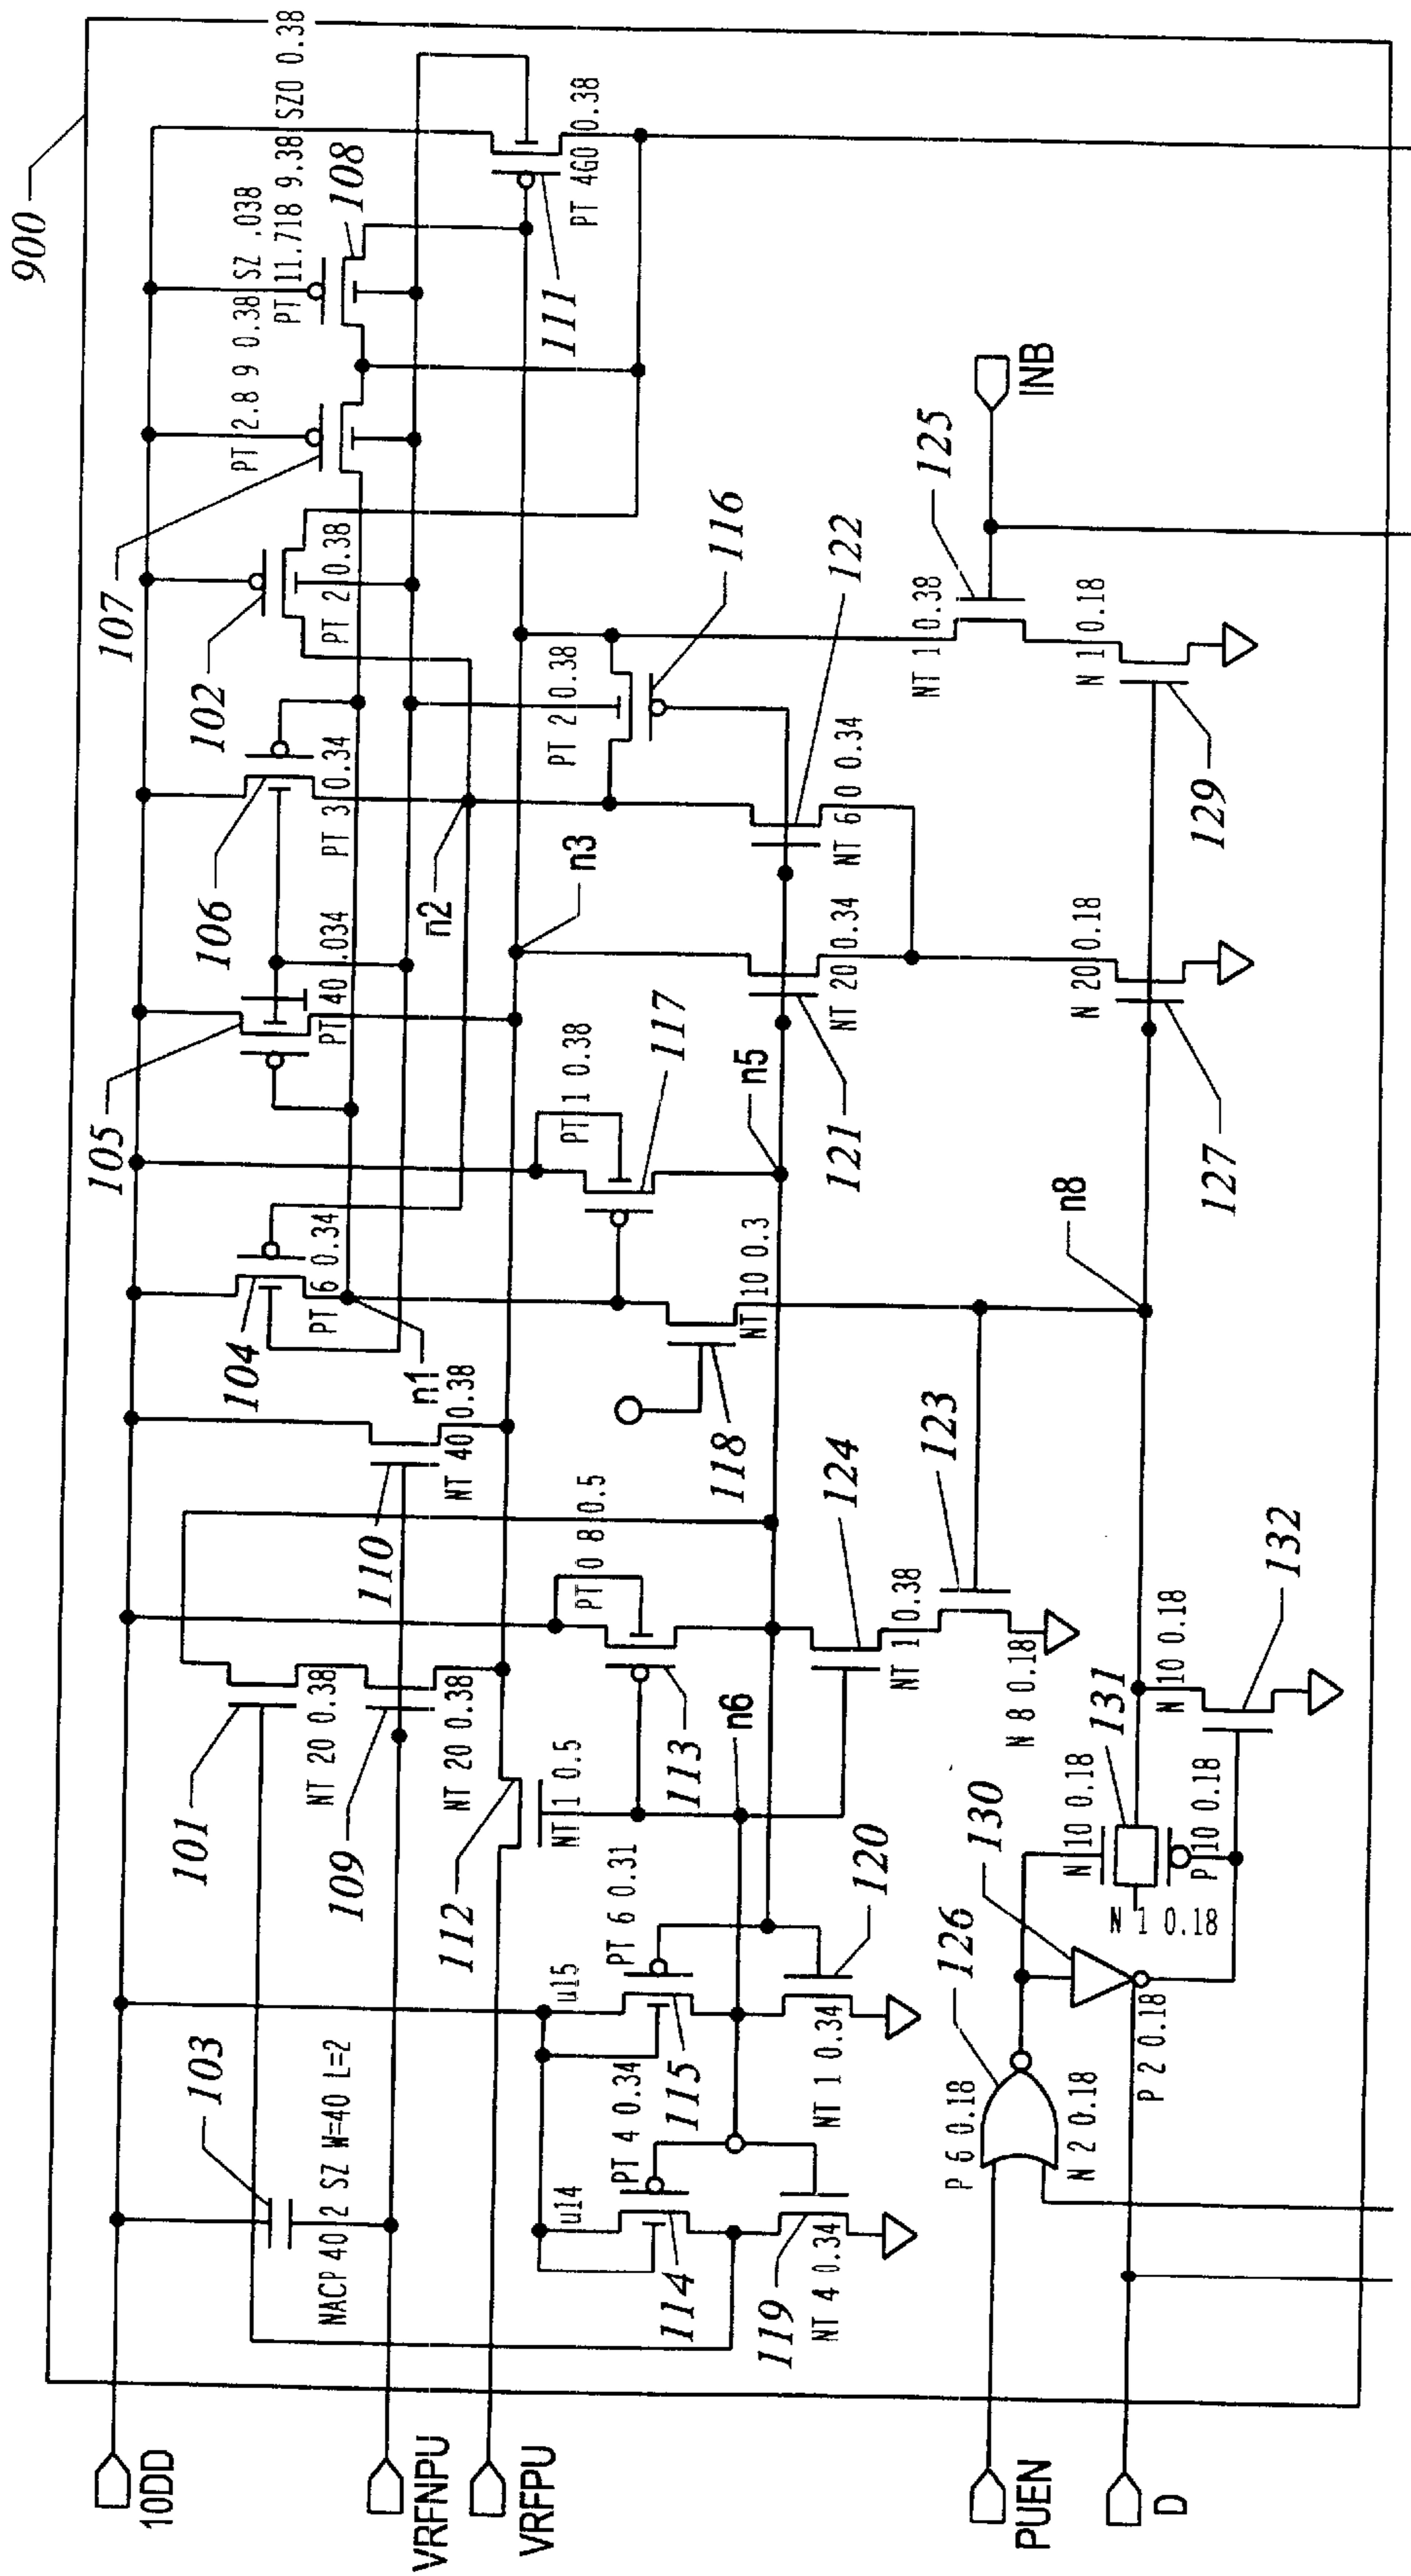 900
10DD
VRFNPU
VRFPU
PUEN
D
INB
103
NACP 40 2 SZ W=40 L=2
101
NT 20 0.38
109
NT 20 0.38
110
NT 40 0.38
104
PT 6 0.34
n1
105
PT 40 .034
106
PT 3 0.34
n2
102
PT 2 0.38
107
PT 2.8 9 0.38 SZ .038
PT 11.718 9.38 SZ0 0.38
108
111
PT 4G0 0.38
112
NT 1 0.5
113
PT 0 8 0.5
n6
u14
PT 4 0.34
114
u15
PT 6 0.31
115
119
NT 4 0.34
120
NT 1 0.34
124
NT 1 0.38
123
N 8 0.18
118
NT 10 0.3
117
PT 1 0.38
n5
n3
116
PT 2 0.38
121
NT 20 0.34
122
NT 6 0 0.34
125
NT 1 0.38
N 1 0.18
129
127
N 20 0.18
n8
126
P 6 0.18
N 2 0.18
130
P 2 0.18
131
N 10 0.18
P 10 0.18
N 1 0.18
132
N 10 0.18